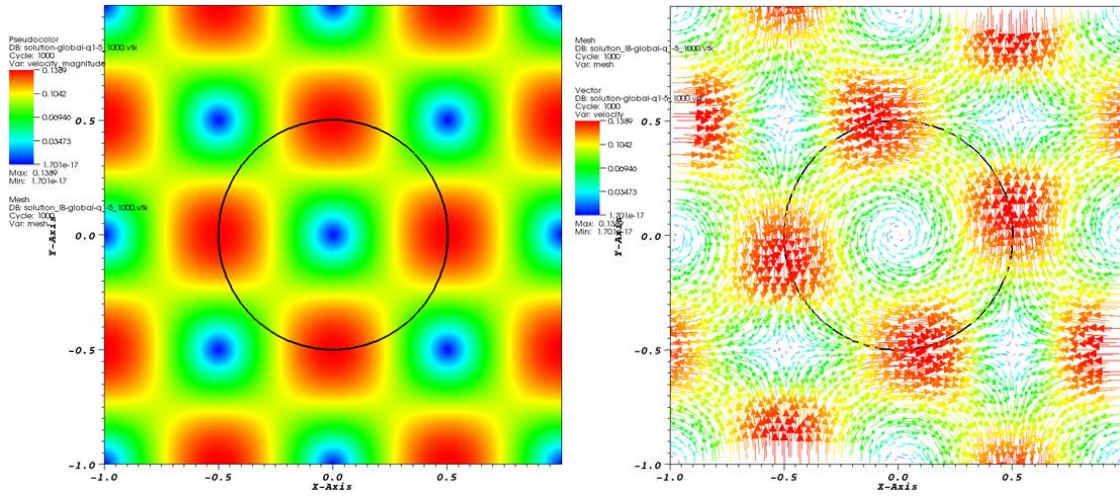 Pseudocolor
DB: solution-global-q1-5_1000.vtk
Cycle: 1000
Var: velocity_magnitude
0.1389
0.1042
0.06946
0.03473
1.701e-17
Max: 0.1389
Min: 1.701e-17
Mesh
DB: solution_IB-global-q1-5_1000.vtk
Cycle: 1000
Var: mesh
0.5
0.0
-0.5
-1.0
Y-Axis
-1.0 -0.5 0.0 0.5
X-Axis
Mesh
DB: solution_IB-global-q1-5_1000.vtk
Cycle: 1000
Var: mesh
Vector
DB: solution-global-q1-5_1000.vtk
Cycle: 1000
Var: velocity
0.1389
0.1042
0.06946
0.03473
1.701e-17
Max: 0.1389
Min: 1.701e-17
0.5
0.0
-0.5
-1.0
Y-Axis
-1.0 -0.5 0.0 0.5
X-Axis